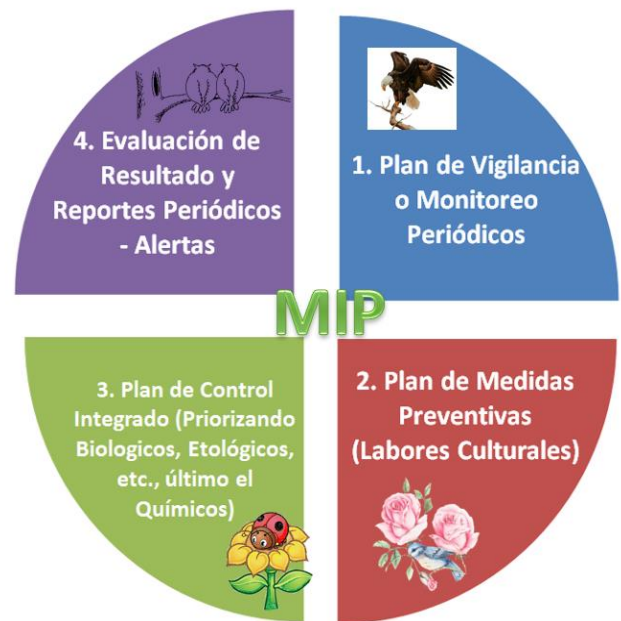 4. Evaluación de
Resultado y
Reportes Periódicos
- Alertas
1. Plan de Vigilancia
o Monitoreo
Periódicos
MIP
3. Plan de Control
Integrado (Priorizando
Biologicos, Etológicos,
etc., último el
Químicos)
2. Plan de Medidas
Preventivas
(Labores Culturales)